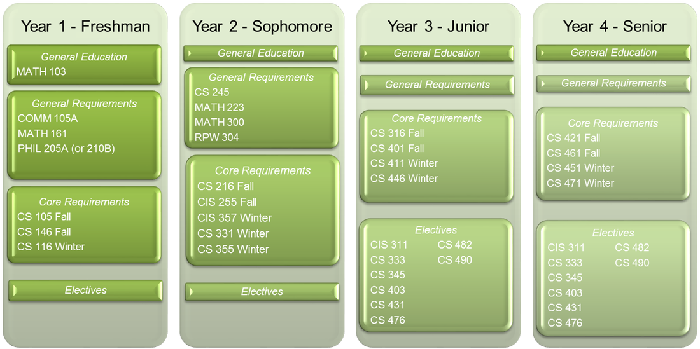 Year 1 - Freshman
General Education
MATH 103
General Requirements
COMM 105A
MATH 161
PHIL 205A (or 210B)
Core Requirements
CS 105 Fall
CS 146 Fall
CS 116 Winter
Electives
Year 2 - Sophomore
General Education
General Requirements
CS 245
MATH 223
MATH 300
RPW 304
Core Requirements
CS 216 Fall
CIS 255 Fall
CIS 357 Winter
CS 331 Winter
CS 355 Winter
Electives
Year 3 - Junior
General Education
General Requirements
Core Requirements
CS 316 Fall
CS 401 Fall
CS 411 Winter
CS 446 Winter
Electives
CIS 311 CS 482
CS 333 CS 490
CS 345
CS 403
CS 431
CS 476
Year 4 - Senior
General Education
General Requirements
Core Requirements
CS 421 Fall
CS 461 Fall
CS 451 Winter
CS 471 Winter
Electives
CIS 311 CS 482
CS 333 CS 490
CS 345
CS 403
CS 431
CS 476